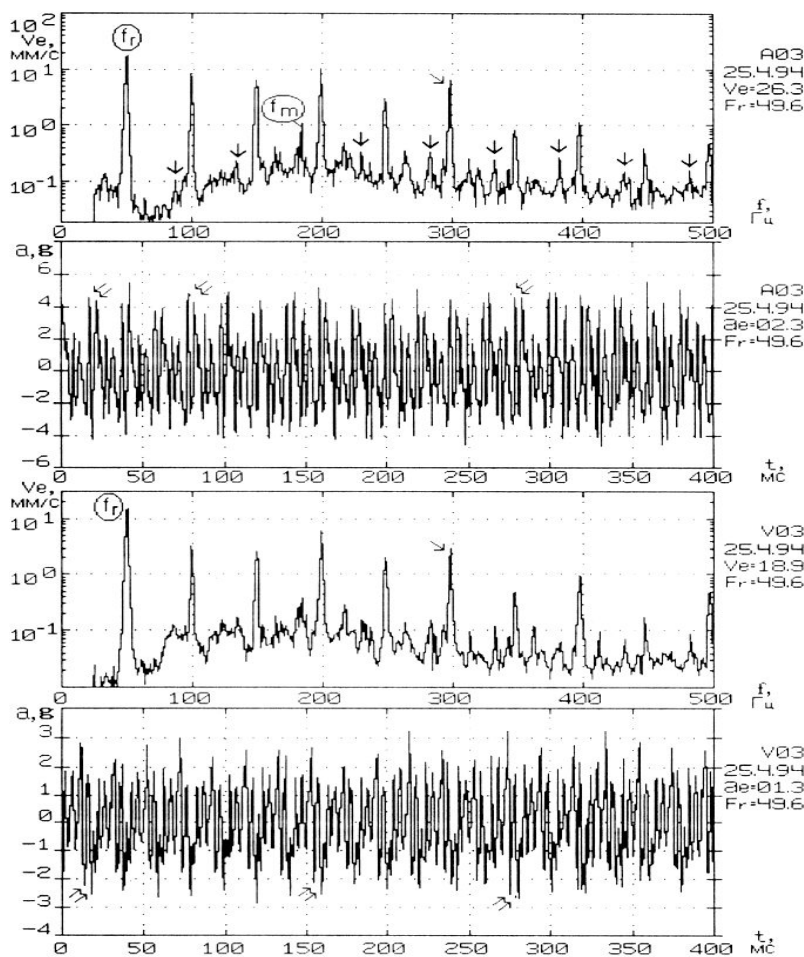 10²
Ve,
ММ/С
10¹
10⁰
10⁻¹
fr
fm
0 100 200 300 400 500
f,
Гц
A03
25.4.94
Ve=26.3
Fr=49.6
a,g
6
4
2
0
-2
-4
-6
0 50 100 150 200 250 300 350 400
t,
МС
A03
25.4.94
ae=02.3
Fr=49.6
Ve,
ММ/С
10¹
10⁰
10⁻¹
fr
0 100 200 300 400 500
f,
Гц
V03
25.4.94
Ve=18.9
Fr=49.6
a,g
3
2
1
0
-1
-2
-3
-4
0 50 100 150 200 250 300 350 400
t,
МС
V03
25.4.94
ae=01.3
Fr=49.6